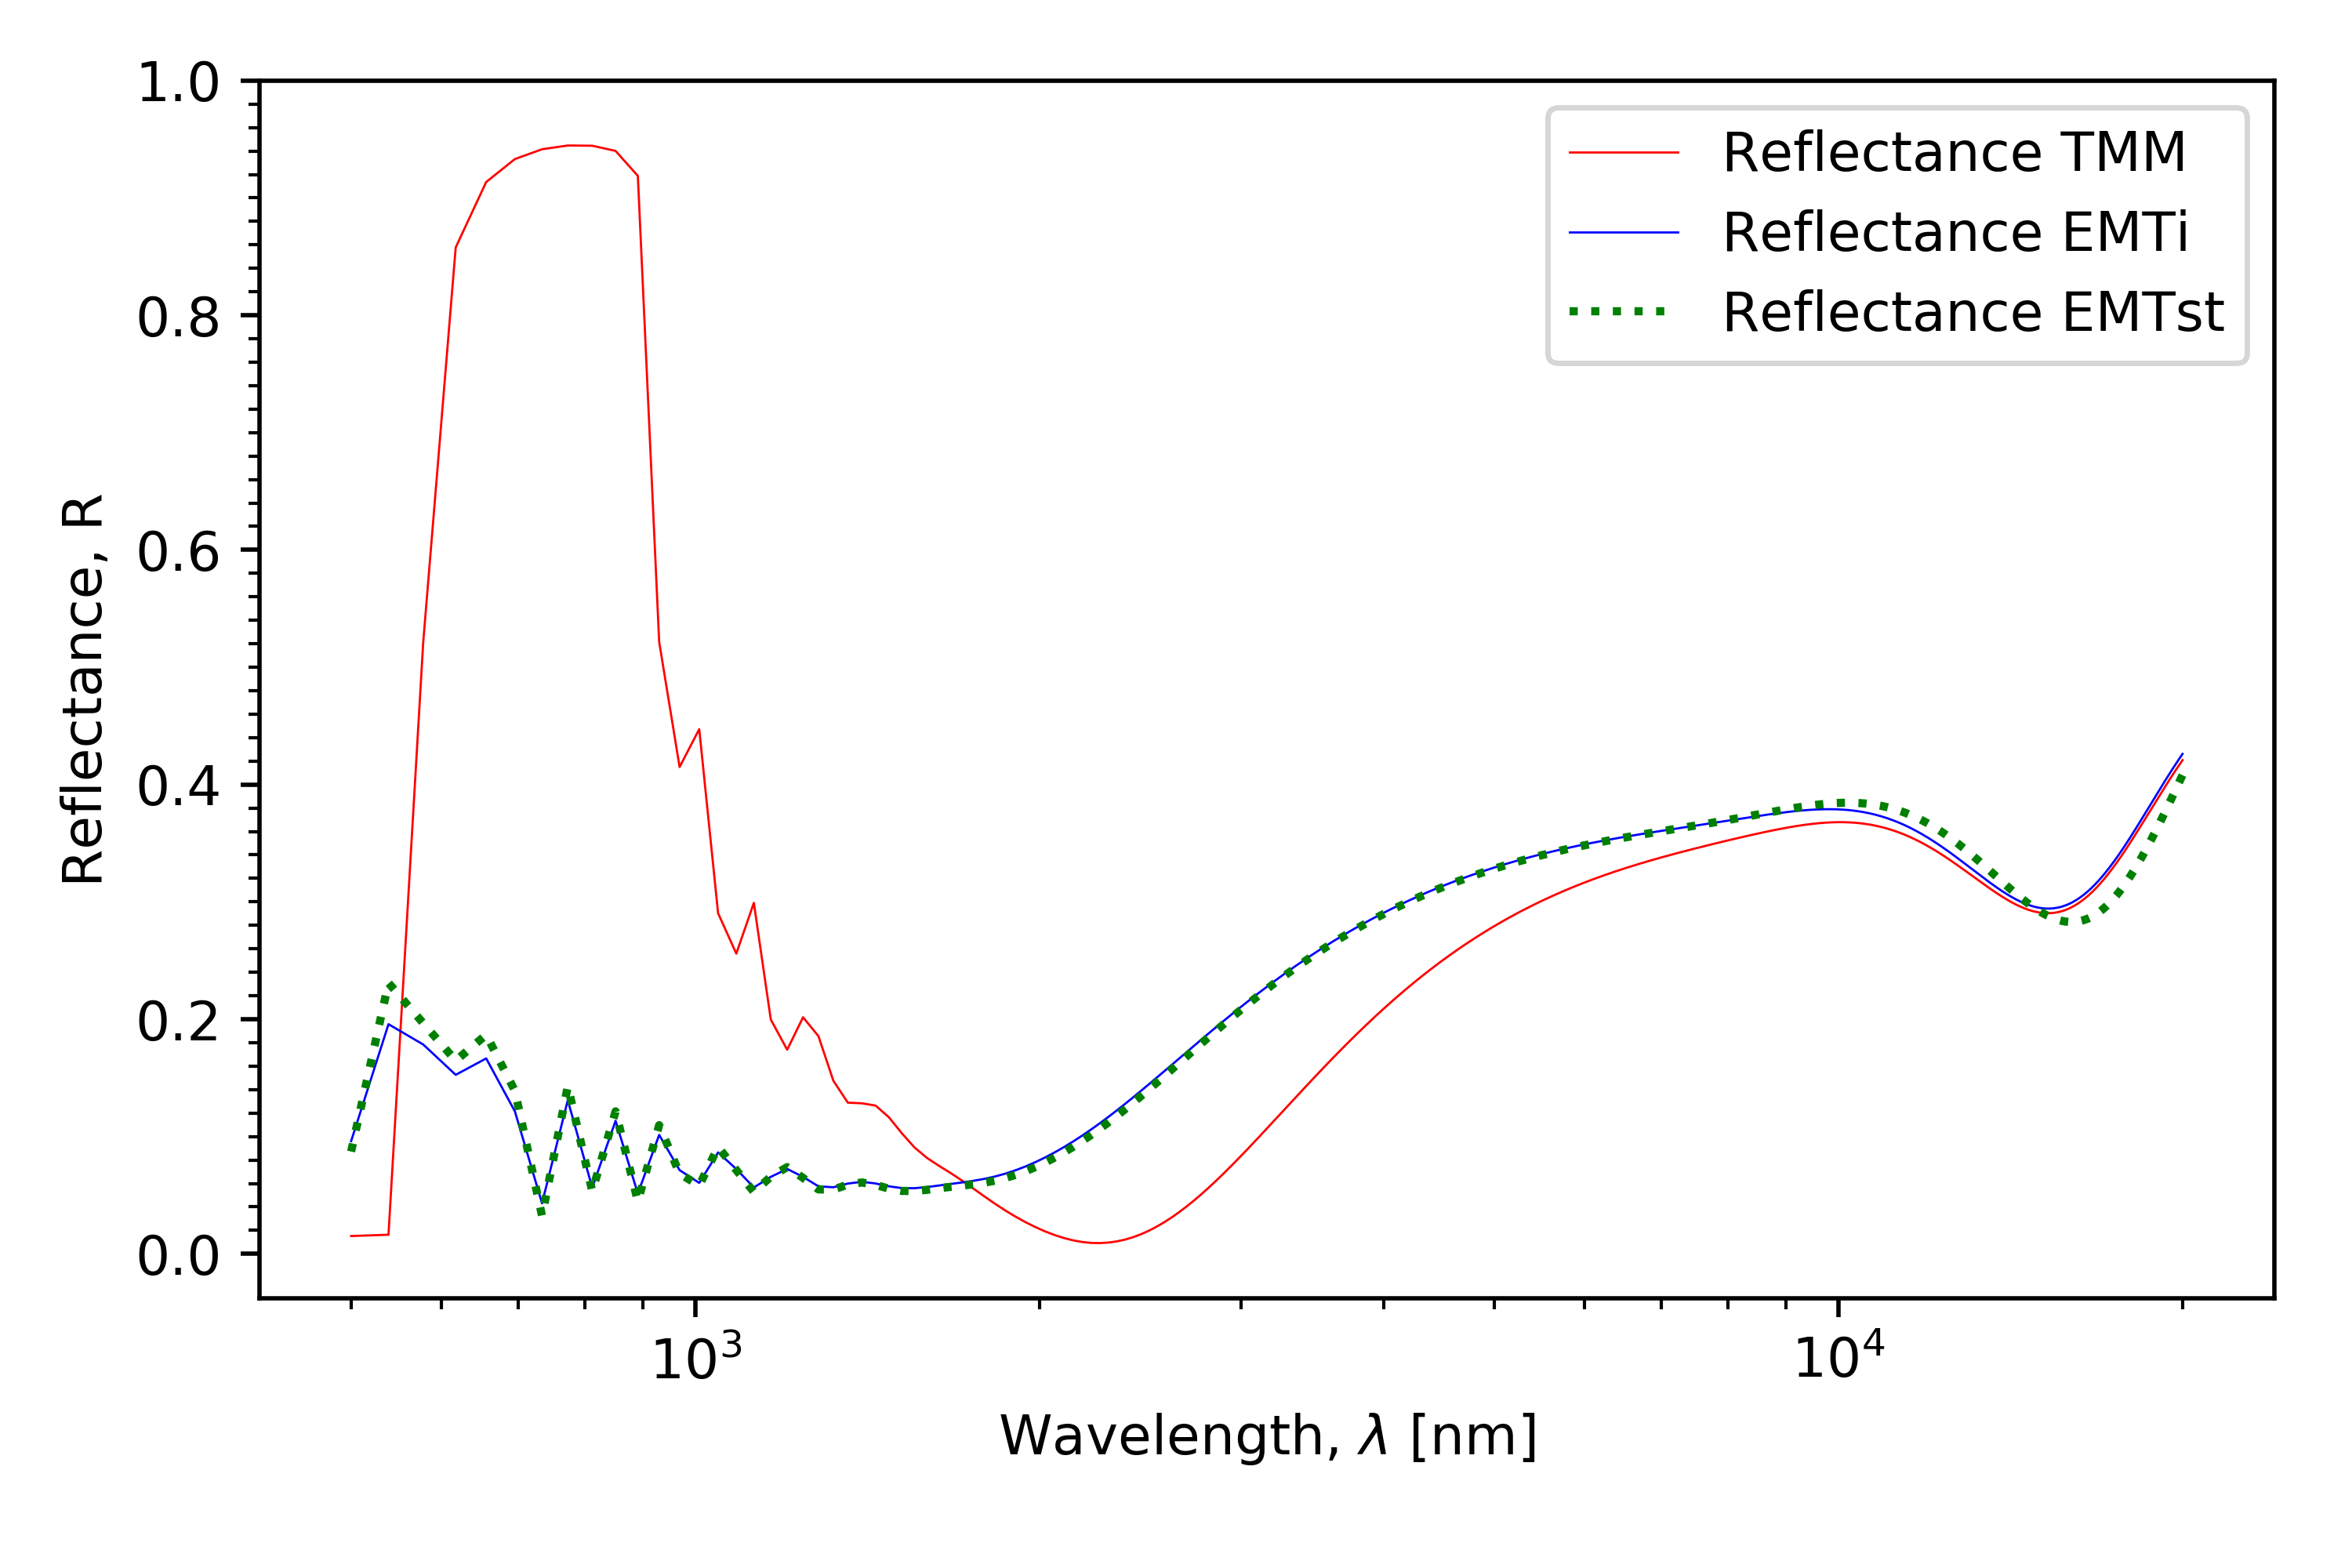 1.0
0.8
0.6
0.4
0.2
0.0
Reflectance, R
Reflectance TMM
Reflectance EMTi
Reflectance EMTst
10³
10⁴
Wavelength, λ [nm]